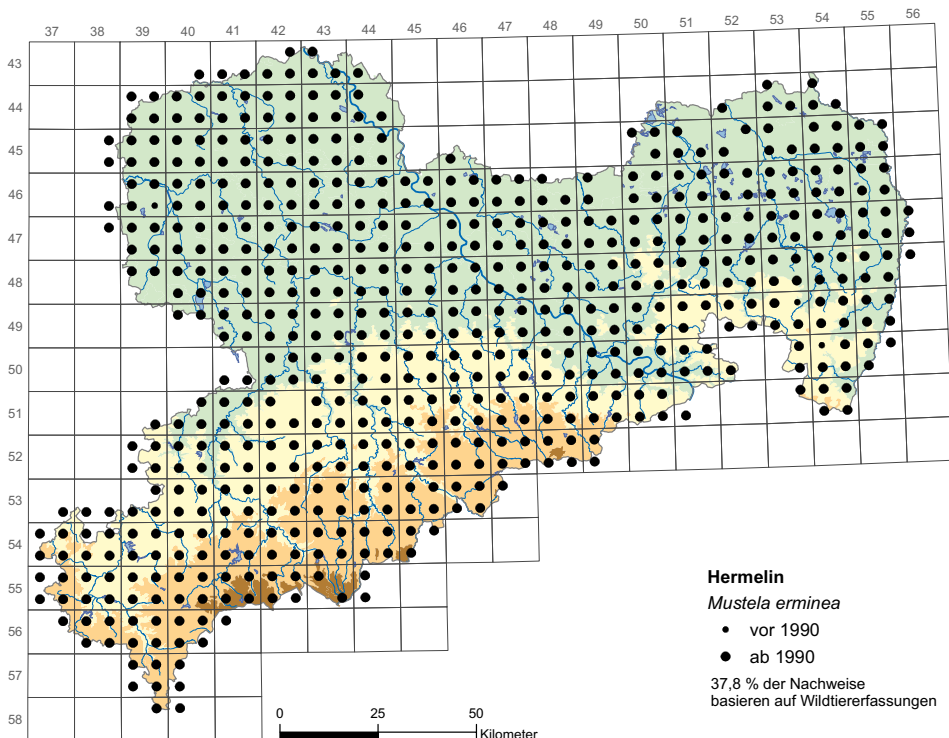 37 38 39 40 41 42 43 44 45 46 47 48 49 50 51 52 53 54 55 56
43
44
45
46
47
48
49
50
51
52
53
54
55
56
57
58
Hermelin
Mustela erminea
vor 1990
ab 1990
37,8 % der Nachweise
basieren auf Wildtiererfassungen
0 25 50
Kilometer